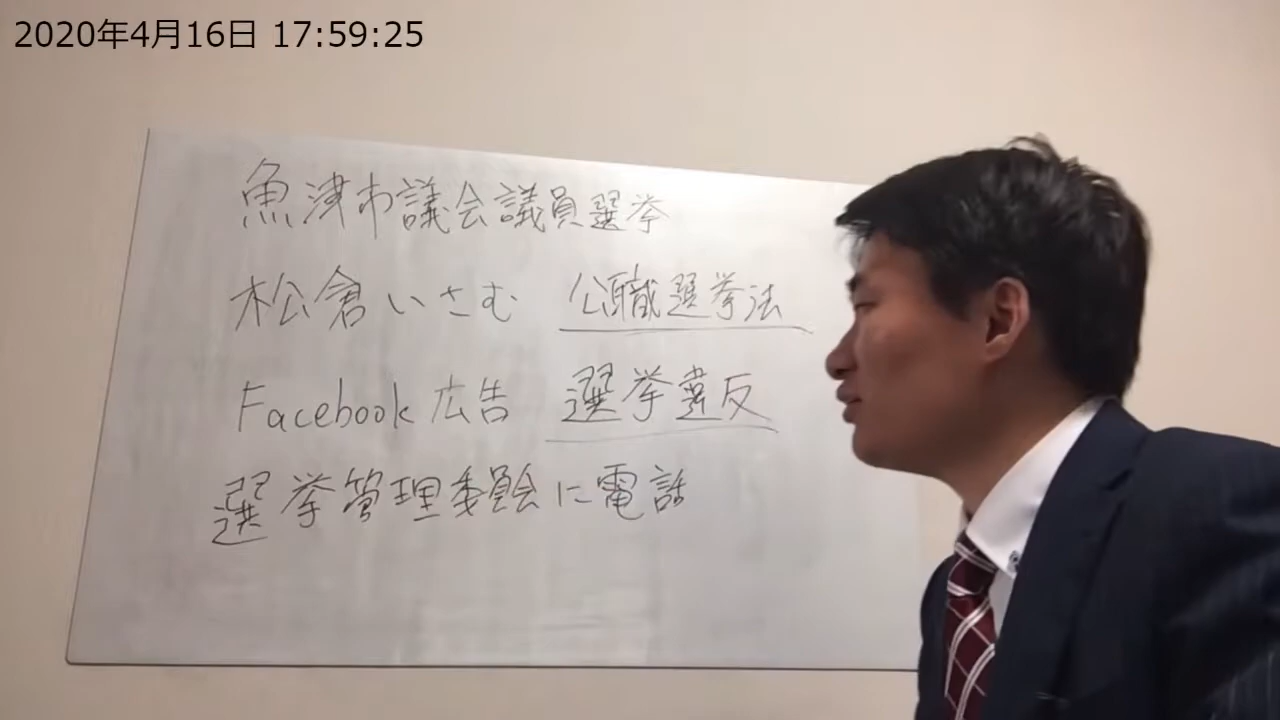 2020年4月16日 17:59:25
魚津市議会議員選挙
松倉いさむ 公職選挙法
Facebook広告 選挙違反
選挙管理委員会に電話